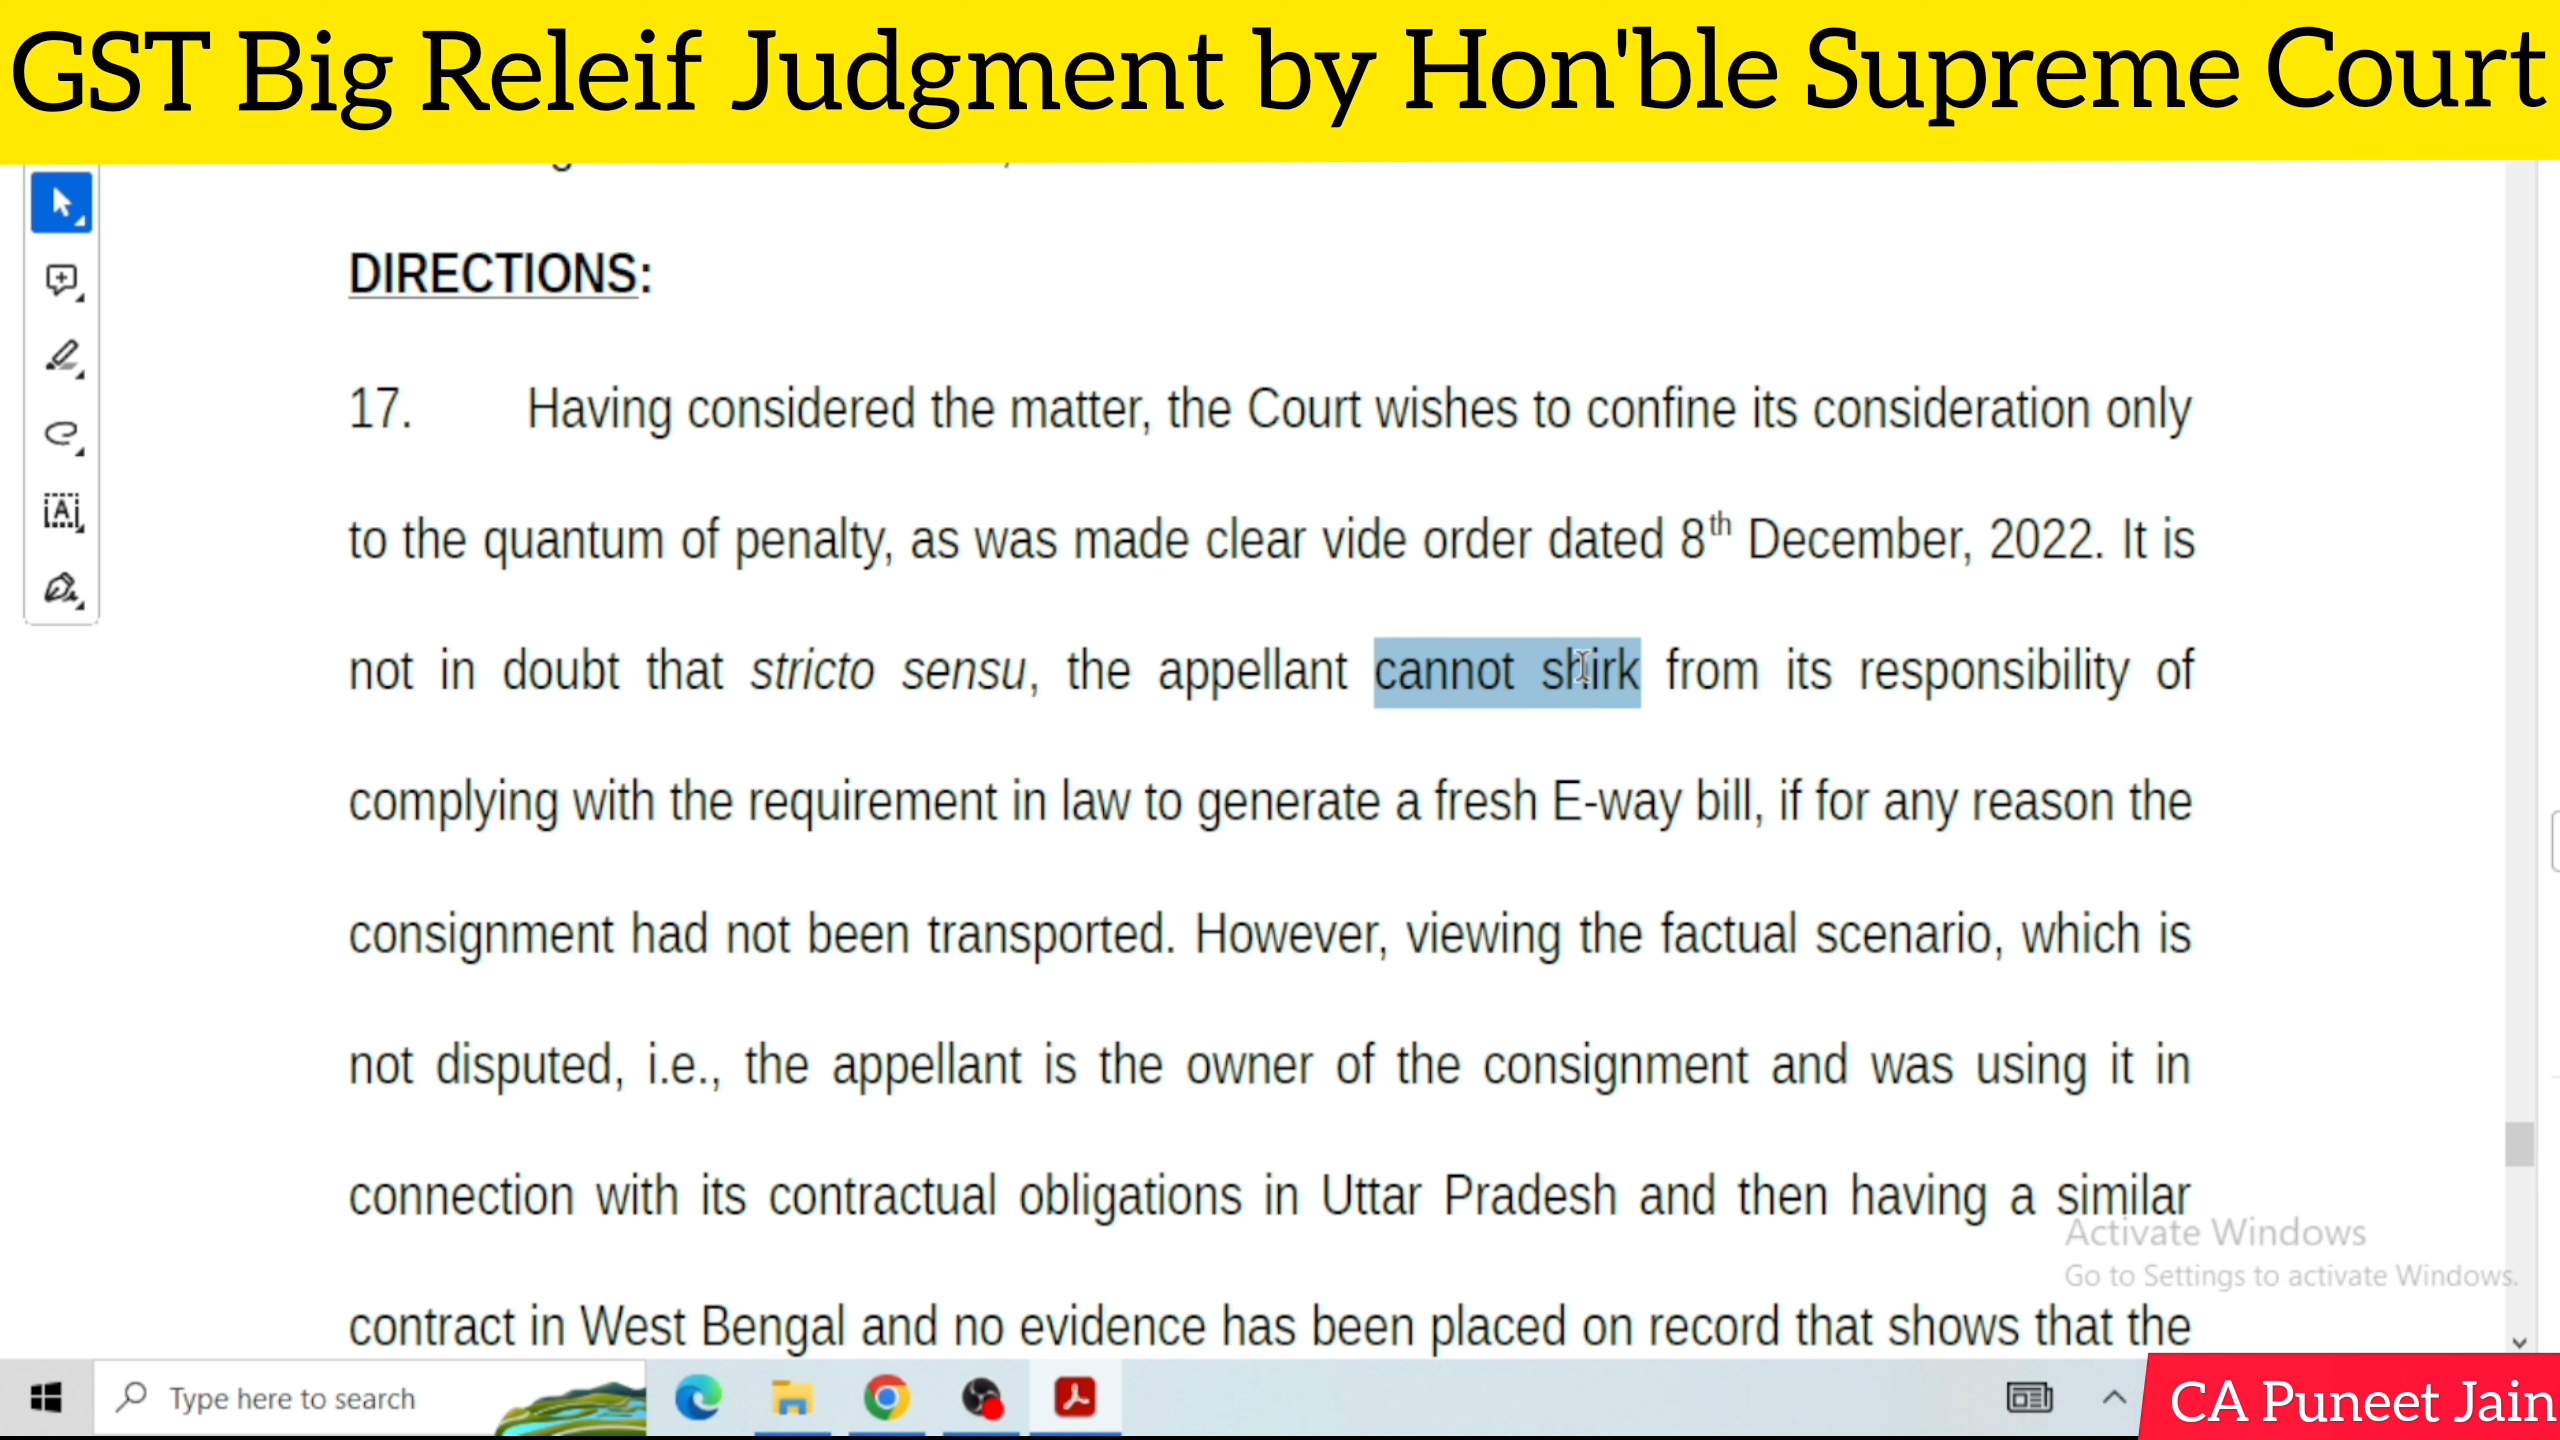 GST Big Releif Judgment by Hon'ble Supreme Court
DIRECTIONS:
17. Having considered the matter, the Court wishes to confine its consideration only
to the quantum of penalty, as was made clear vide order dated 8th December, 2022. It is
not in doubt that stricto sensu, the appellant cannot shirk from its responsibility of
complying with the requirement in law to generate a fresh E-way bill, if for any reason the
consignment had not been transported. However, viewing the factual scenario, which is
not disputed, i.e., the appellant is the owner of the consignment and was using it in
connection with its contractual obligations in Uttar Pradesh and then having a similar
contract in West Bengal and no evidence has been placed on record that shows that the
Activate Windows
Go to Settings to activate Windows.
Type here to search
CA Puneet Jain